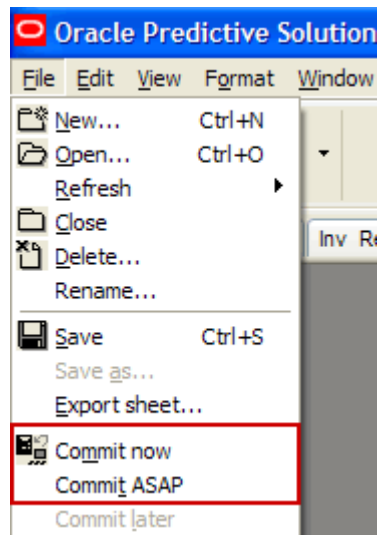 Oracle Predictive Solution
File Edit View Format Window
New... Ctrl+N
Open... Ctrl+O
Refresh
Close
Inv Re
Delete...
Rename...
Save Ctrl+S
Save as...
Export sheet...
Commit now
Commit ASAP
Commit later